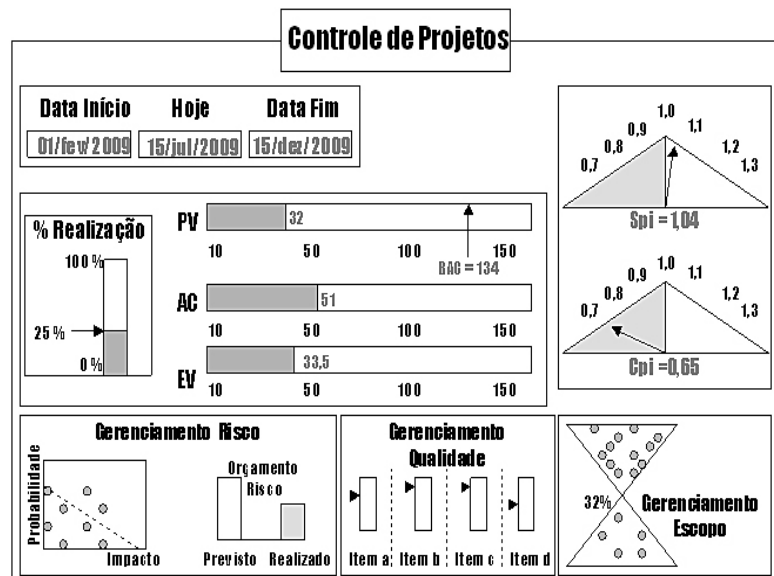 Controle de Projetos
Data Início Hoje Data Fim
01/fev/2009 15/jul/2009 15/dez/2009
% Realização
100 %
25 %
0 %
PV
32
10 50 100 150
BAC = 134
AC
51
10 50 100 150
EV
33,5
10 50 100 150
0,7 0,8 0,9 1,0 1,1 1,2 1,3
Spi = 1,04
0,7 0,8 0,9 1,0 1,1 1,2 1,3
Cpi =0,65
Gerenciamento Risco
Probabilidade
Impacto
Orçamento
Risco
Previsto Realizado
Gerenciamento
Qualidade
Item a Item b Item c Item d
32%
Gerenciamento
Escopo